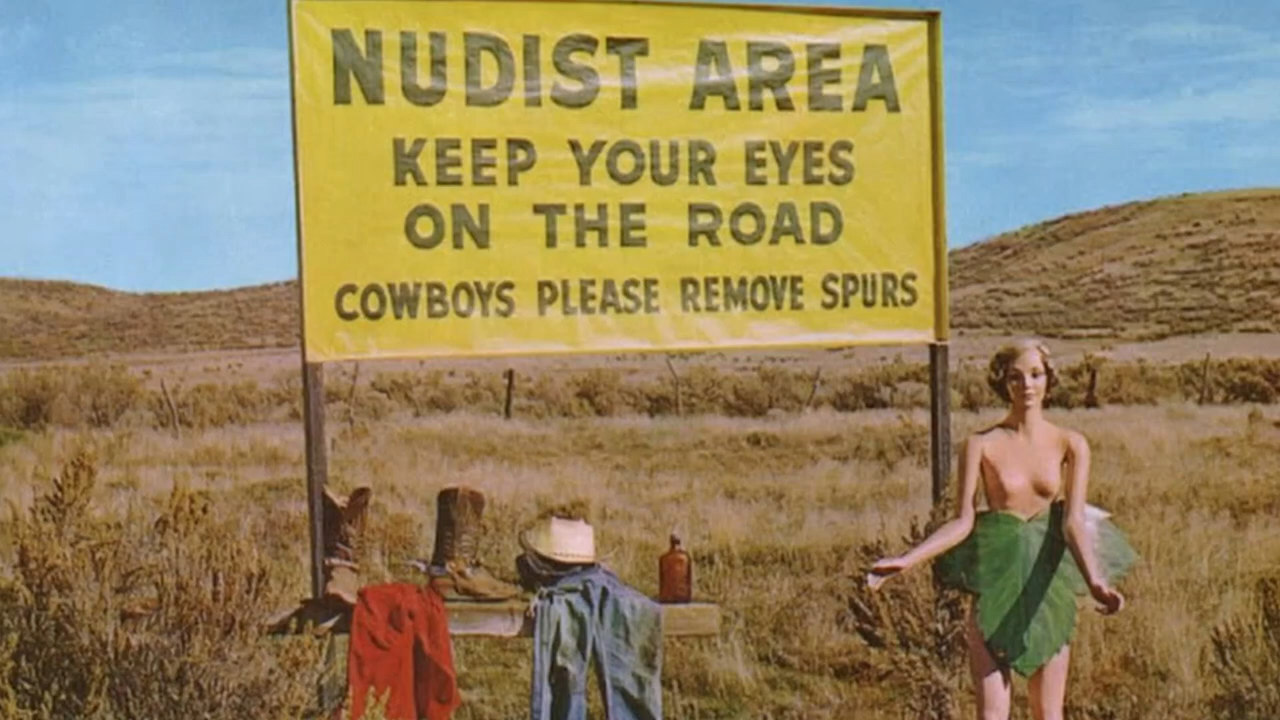 NUDIST AREA
KEEP YOUR EYES
ON THE ROAD
COWBOYS PLEASE REMOVE SPURS